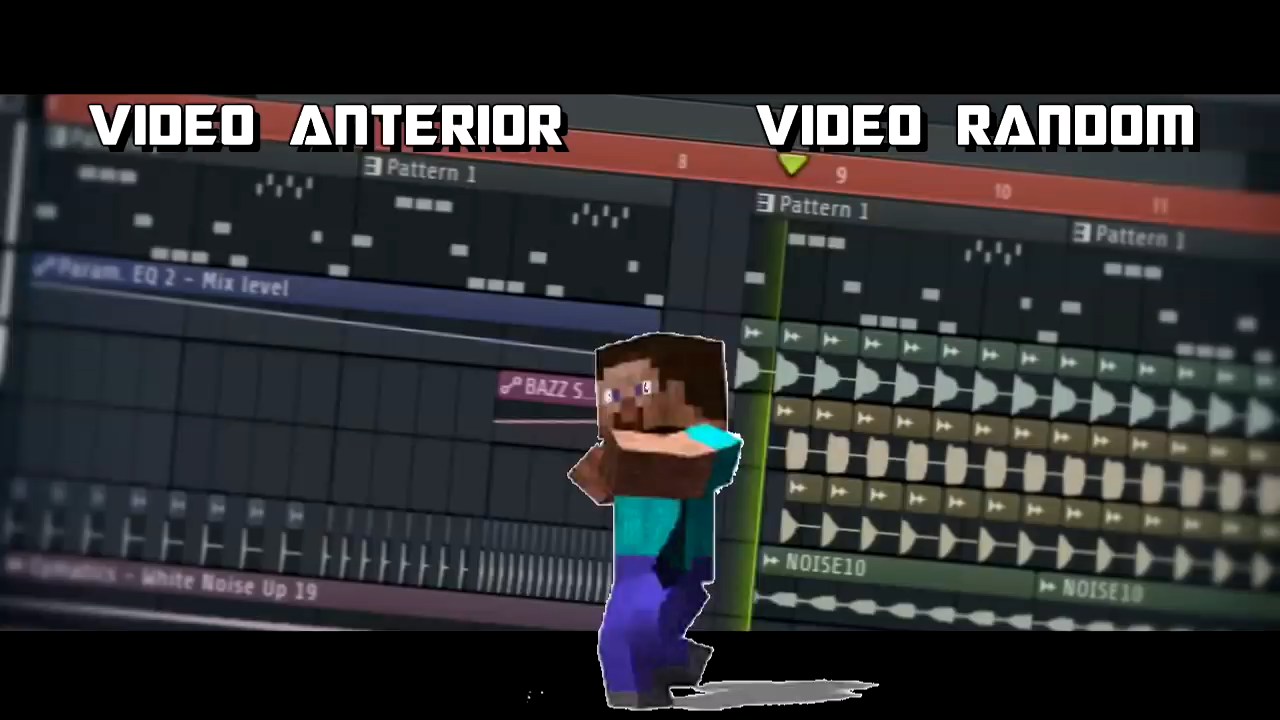 VIDEO ANTERIOR
VIDEO RANDOM
8
9
10
11
Pattern 1
Pattern 1
Pattern 1
Param. EQ 2 - Mix level
BAZZ S...
NOISE10
NOISE10
White Noise Up 19